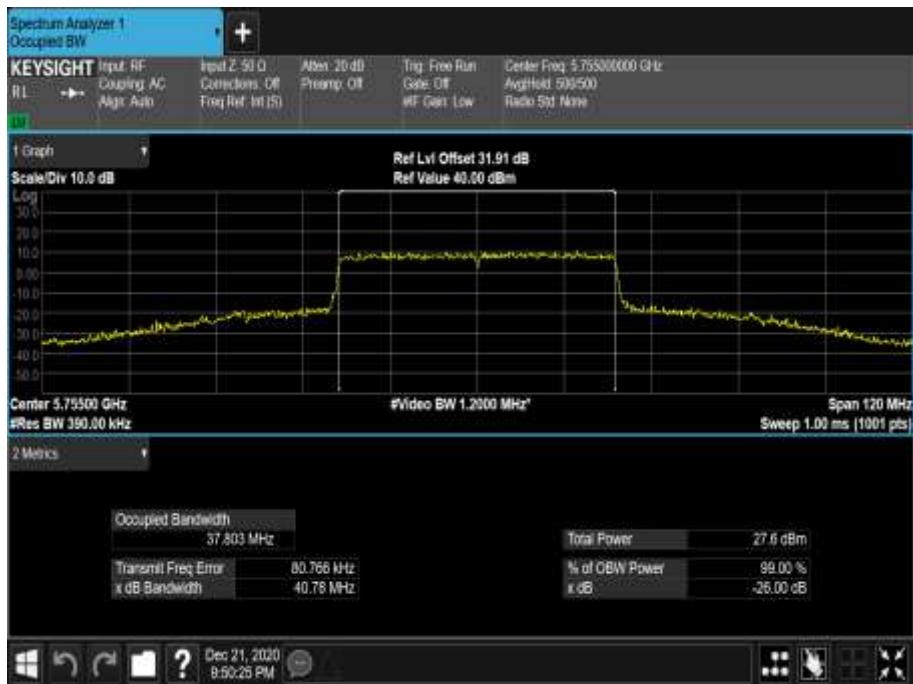 Spectrum Analyzer 1
Occupied BW
+
KEYSIGHT Input: RF
RL
Coupling: AC
Align: Auto
Input Z: 50 Ω
Corrections: Off
Freq Ref: Int (S)
Atten: 20 dB
Preamp: Off
Trig: Free Run
Gate: Off
#IF Gain: Low
Center Freq: 5.755000000 GHz
Avg|Hold: 500/500
Radio Std: None
1 Graph
Scale/Div 10.0 dB
Ref Lvl Offset 31.91 dB
Ref Value 40.00 dBm
Log
30.0
20.0
10.0
0.00
-10.0
-20.0
-30.0
-40.0
-50.0
Center 5.75500 GHz
#Video BW 1.2000 MHz*
Span 120 MHz
#Res BW 390.00 kHz
Sweep 1.00 ms (1001 pts)
2 Metrics
Occupied Bandwidth
37.803 MHz
Total Power 27.6 dBm
Transmit Freq Error 80.766 kHz
% of OBW Power 99.00 %
x dB Bandwidth 40.78 MHz
x dB -26.00 dB
?
Dec 21, 2020
9:50:25 PM